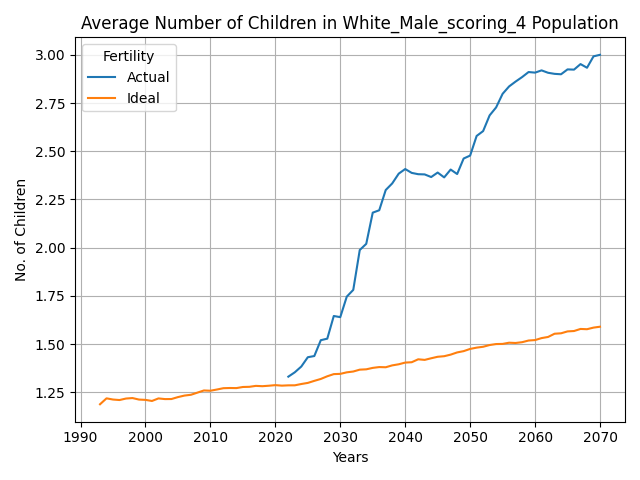 Average Number of Children in White_Male_scoring_4 Population
Fertility
Actual
Ideal
No. of Children
3.00
2.75
2.50
2.25
2.00
1.75
1.50
1.25
1990 2000 2010 2020 2030 2040 2050 2060 2070
Years